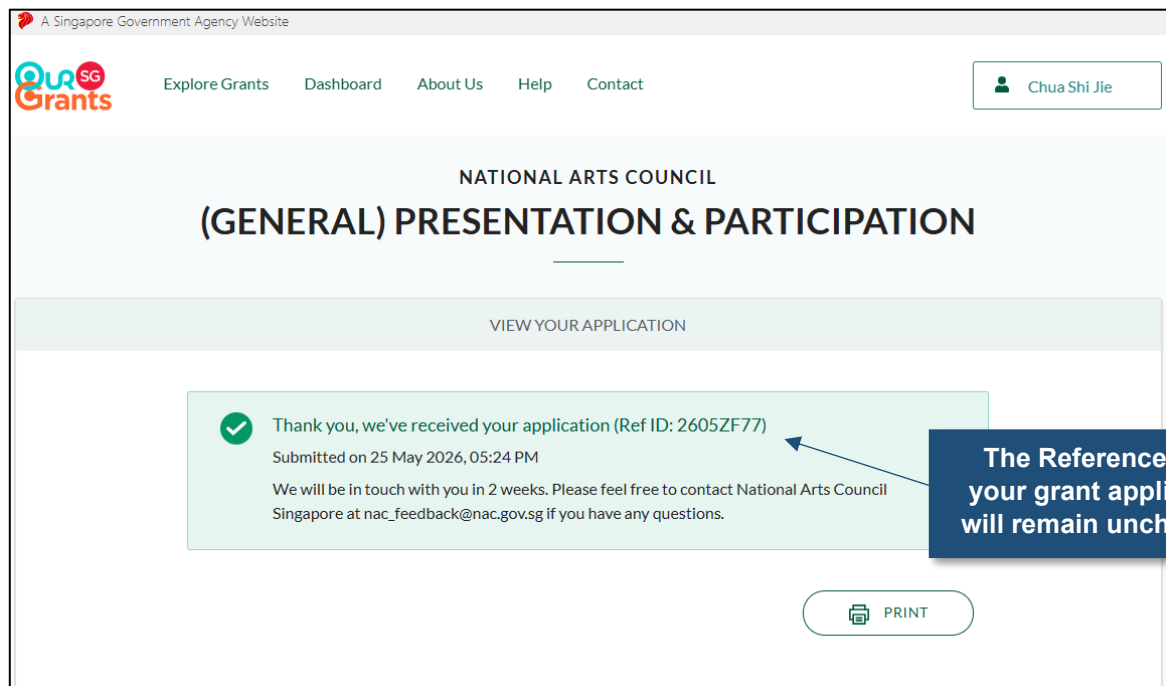 A Singapore Government Agency Website
OUR SG Grants
Explore Grants Dashboard About Us Help Contact
Chua Shi Jie
NATIONAL ARTS COUNCIL
(GENERAL) PRESENTATION & PARTICIPATION
VIEW YOUR APPLICATION
Thank you, we've received your application (Ref ID: 2605ZF77)
Submitted on 25 May 2026, 05:24 PM
We will be in touch with you in 2 weeks. Please feel free to contact National Arts Council
Singapore at nac_feedback@nac.gov.sg if you have any questions.
The Reference
your grant appli
will remain unch
PRINT